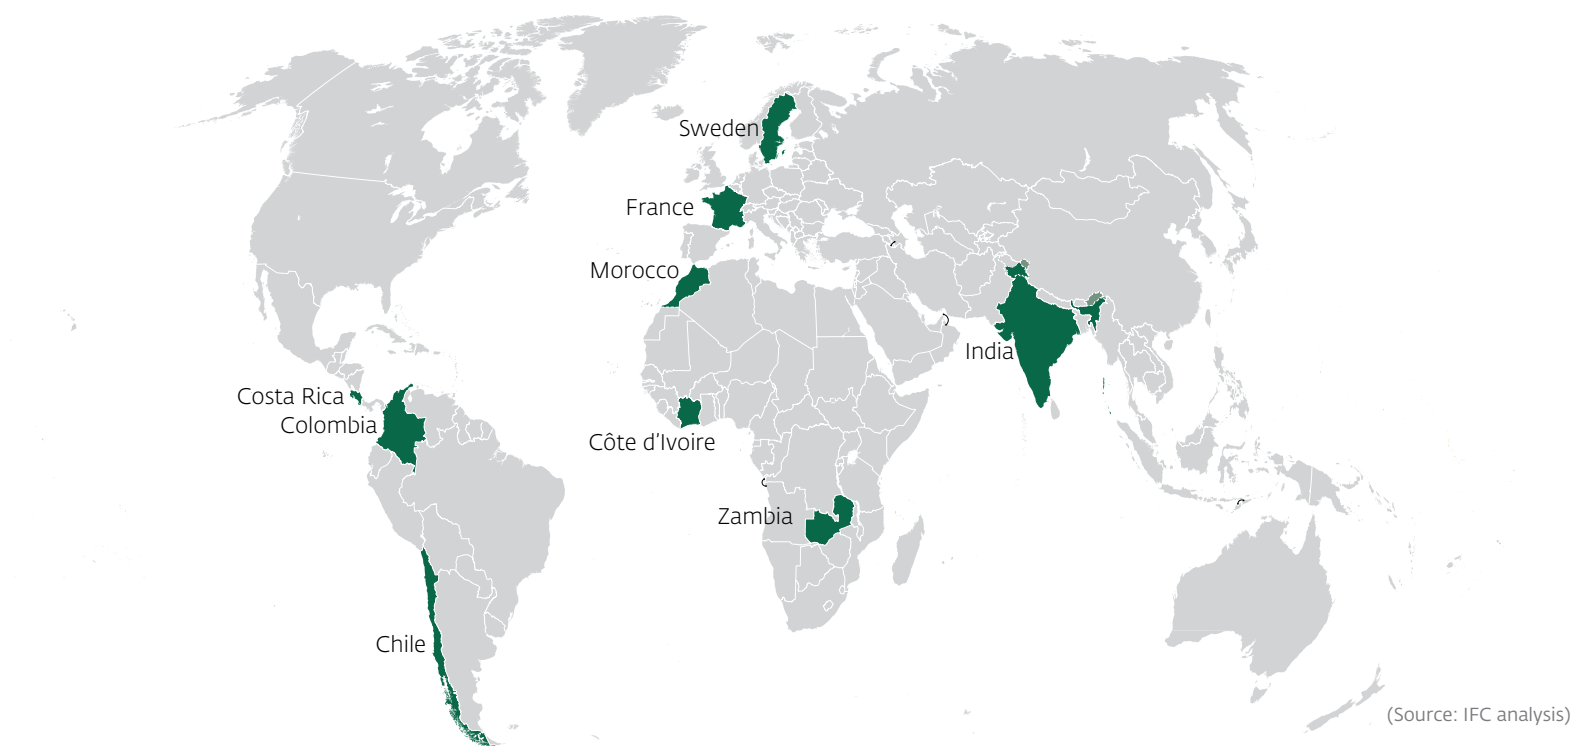 Sweden
France
Morocco
India
Costa Rica
Colombia
Côte d’Ivoire
Zambia
Chile
(Source: IFC analysis)